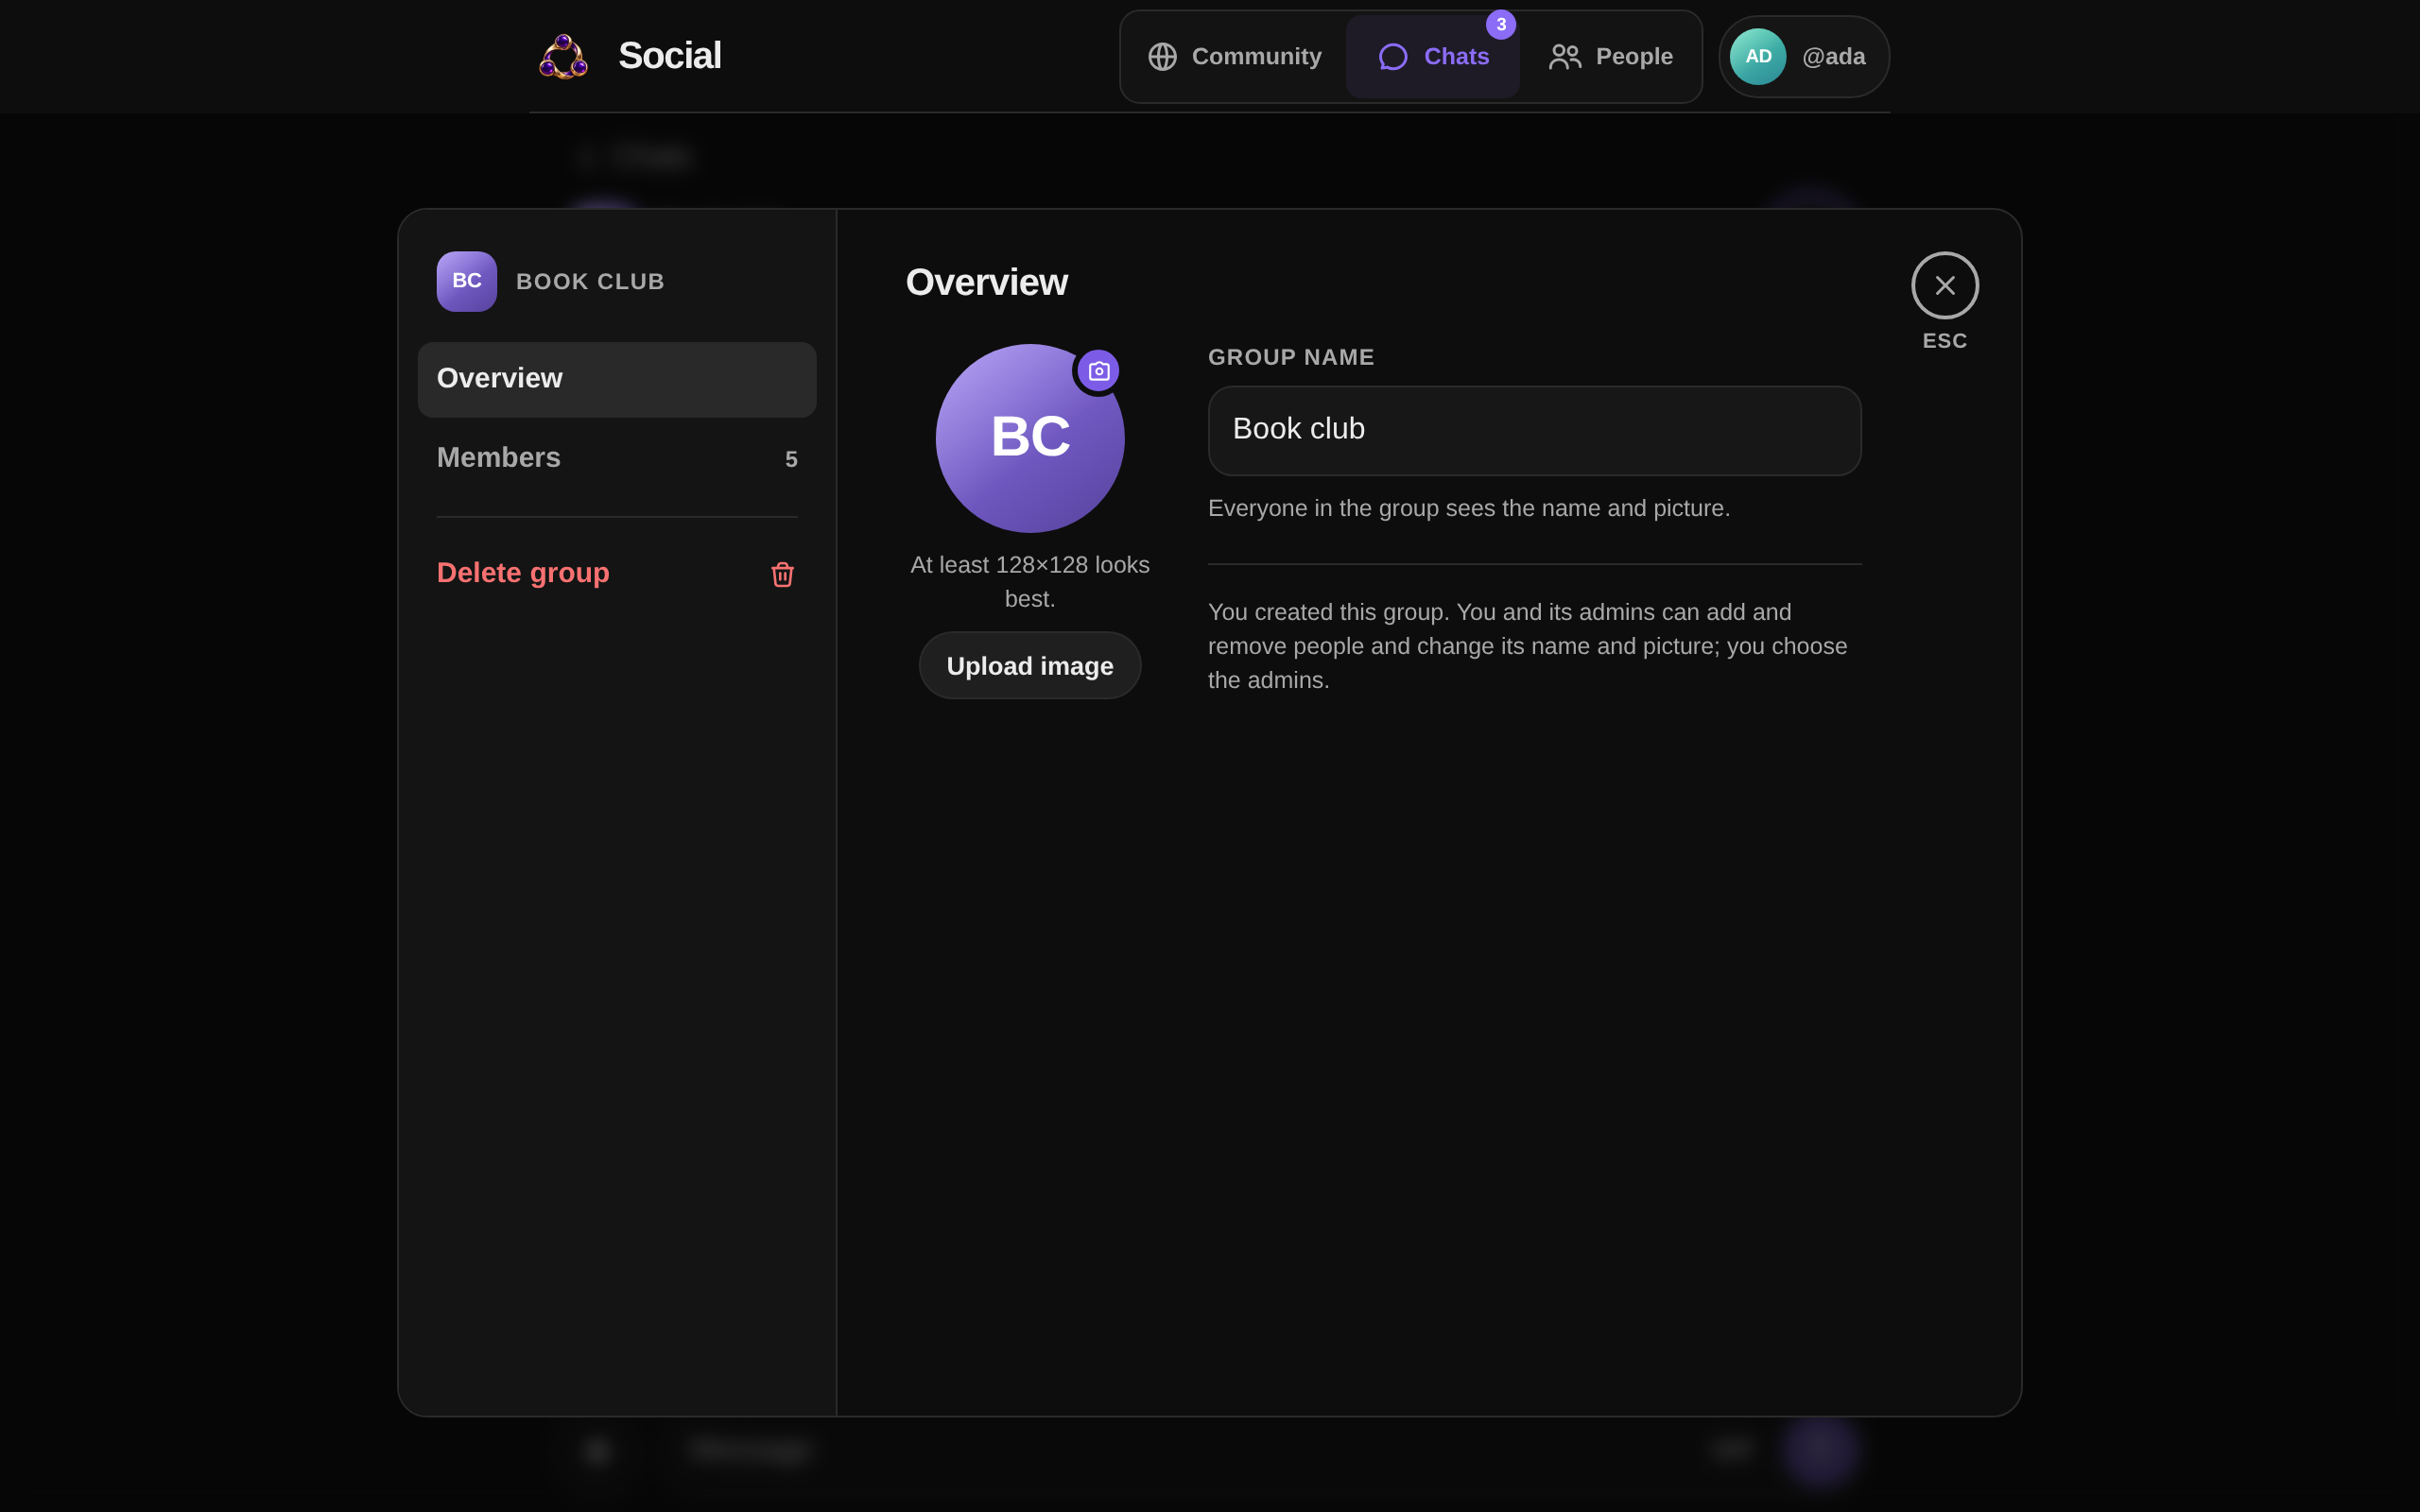 Social
Community
Chats
3
People
AD
@ada
BC
BOOK CLUB
Overview
Members
5
Delete group
Overview
ESC
BC
At least 128×128 looks
best.
Upload image
GROUP NAME
Book club
Everyone in the group sees the name and picture.
You created this group. You and its admins can add and
remove people and change its name and picture; you choose
the admins.